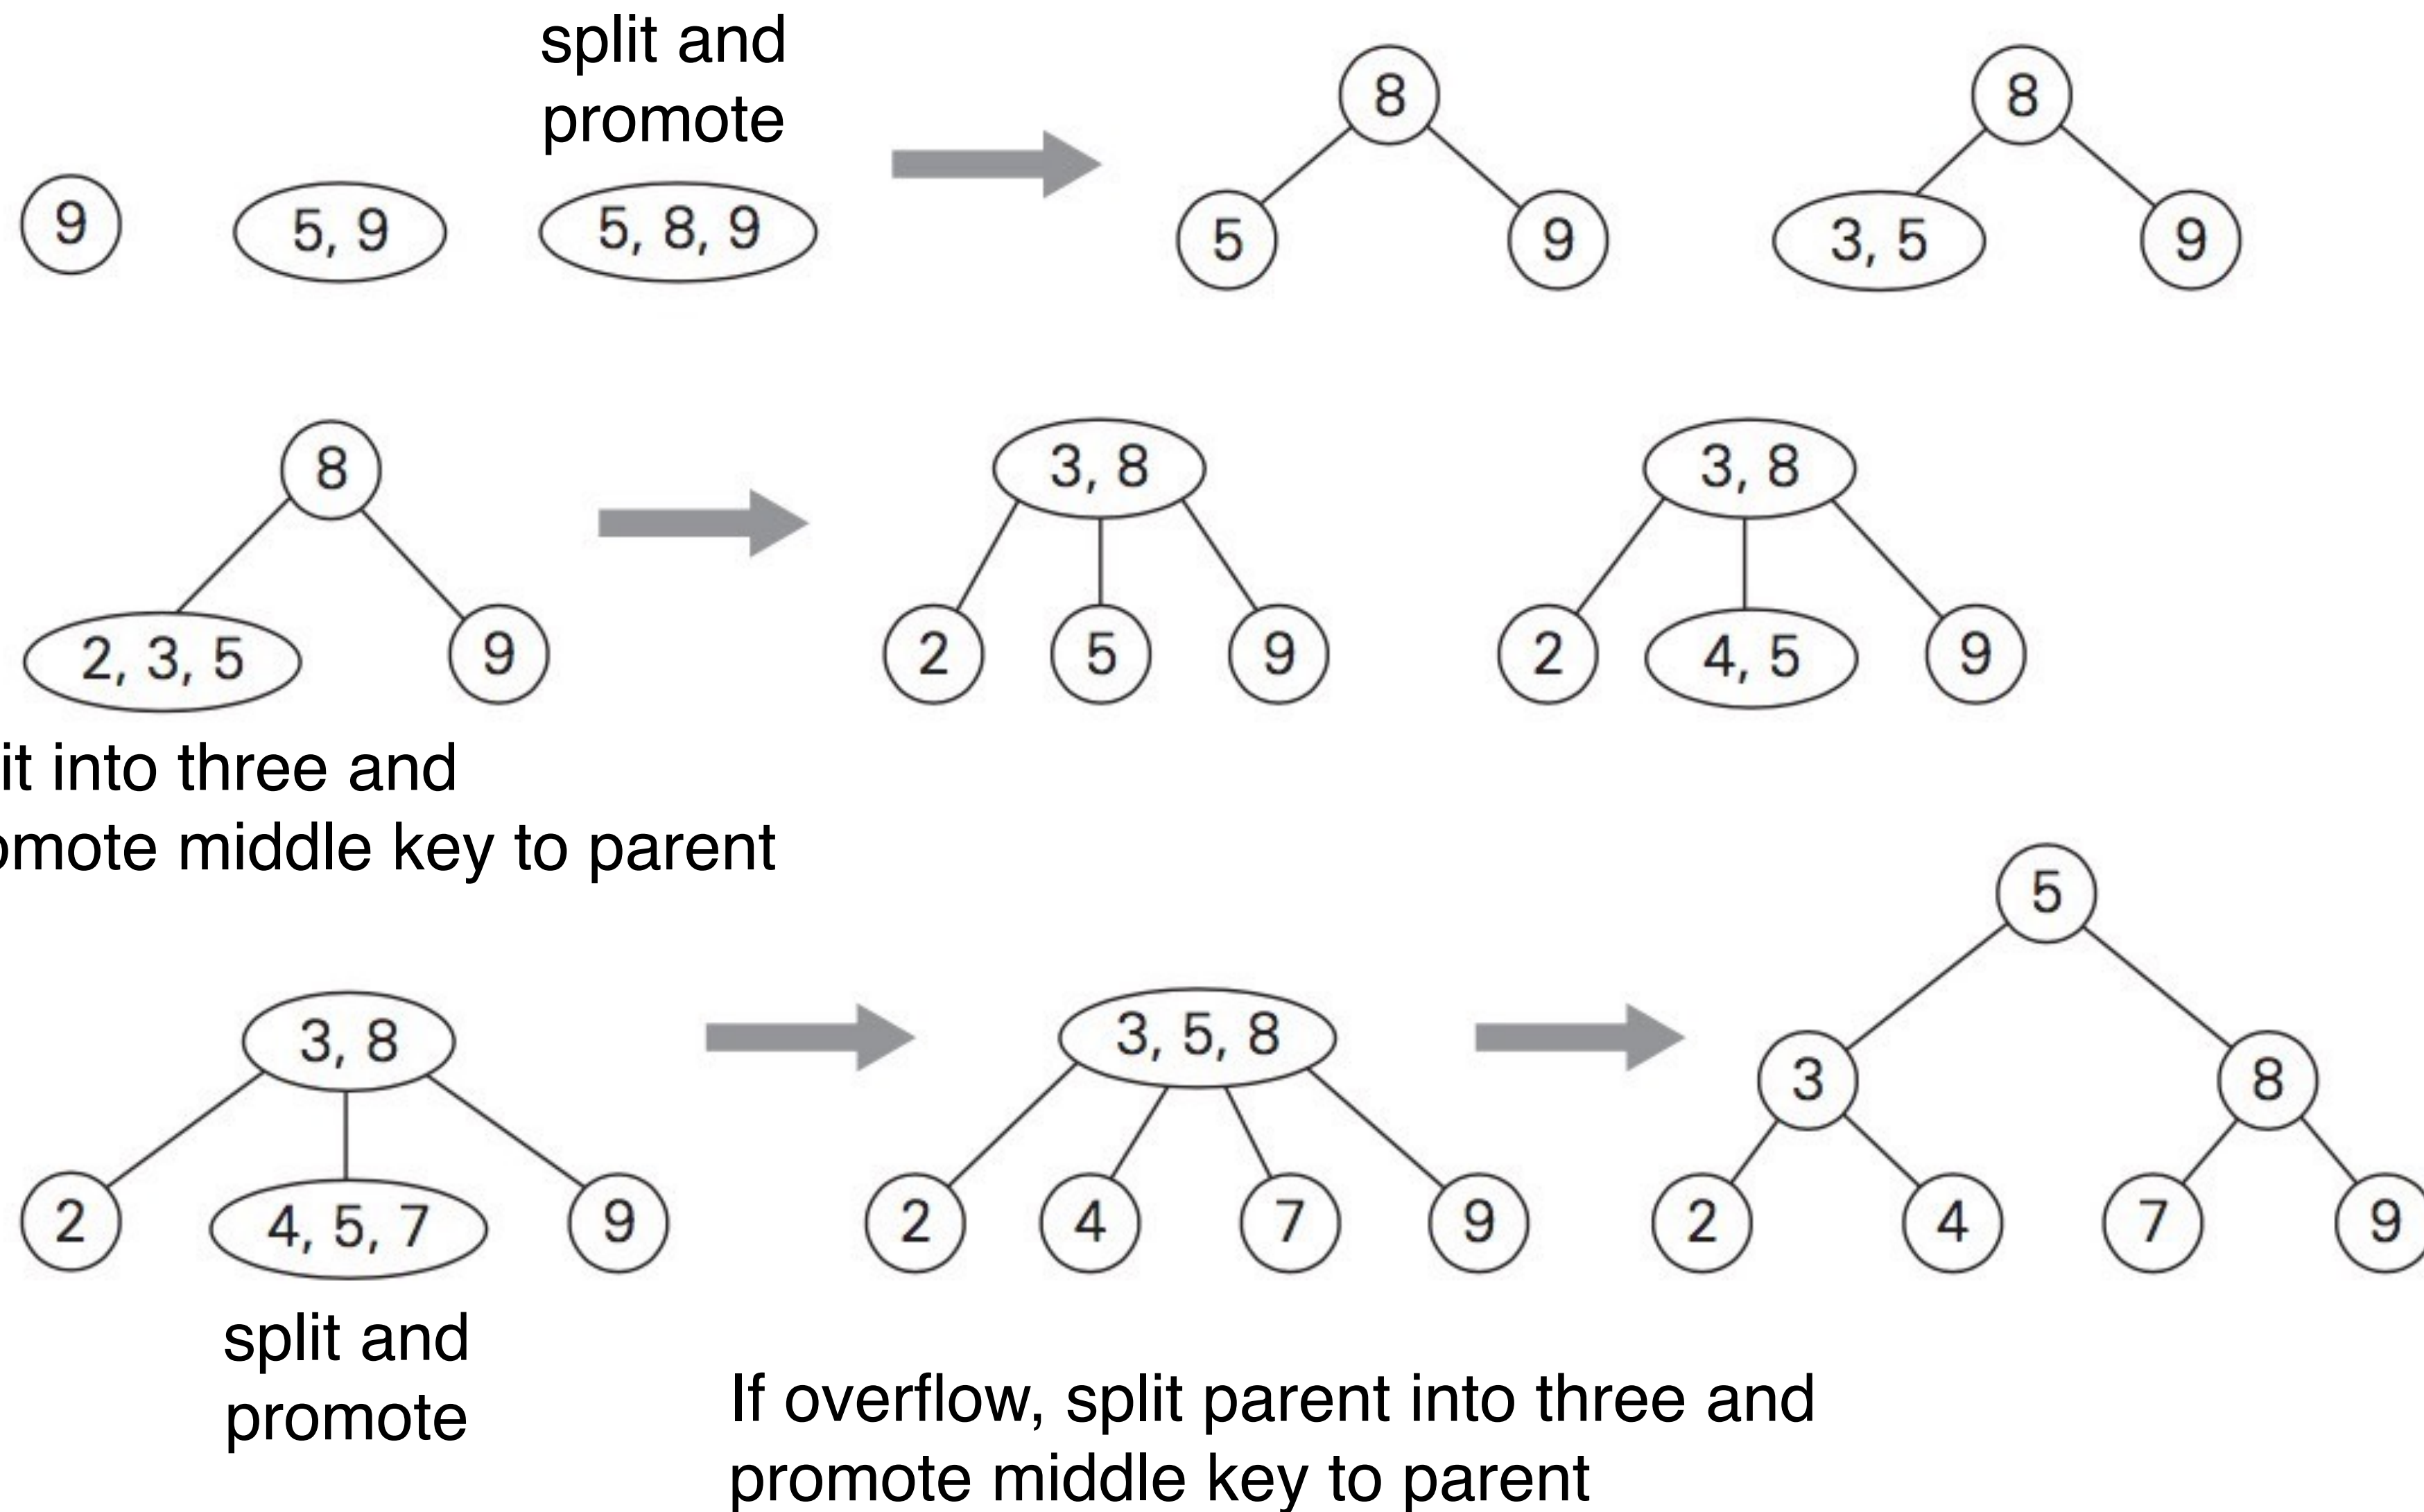 split and
promote
9
5, 9
5, 8, 9
8
5
9
8
3, 5
9
8
2, 3, 5
9
3, 8
2
5
9
3, 8
2
4, 5
9
it into three and
omote middle key to parent
3, 8
2
4, 5, 7
9
split and
promote
3, 5, 8
2
4
7
9
5
3
8
2
4
7
9
If overflow, split parent into three and
promote middle key to parent